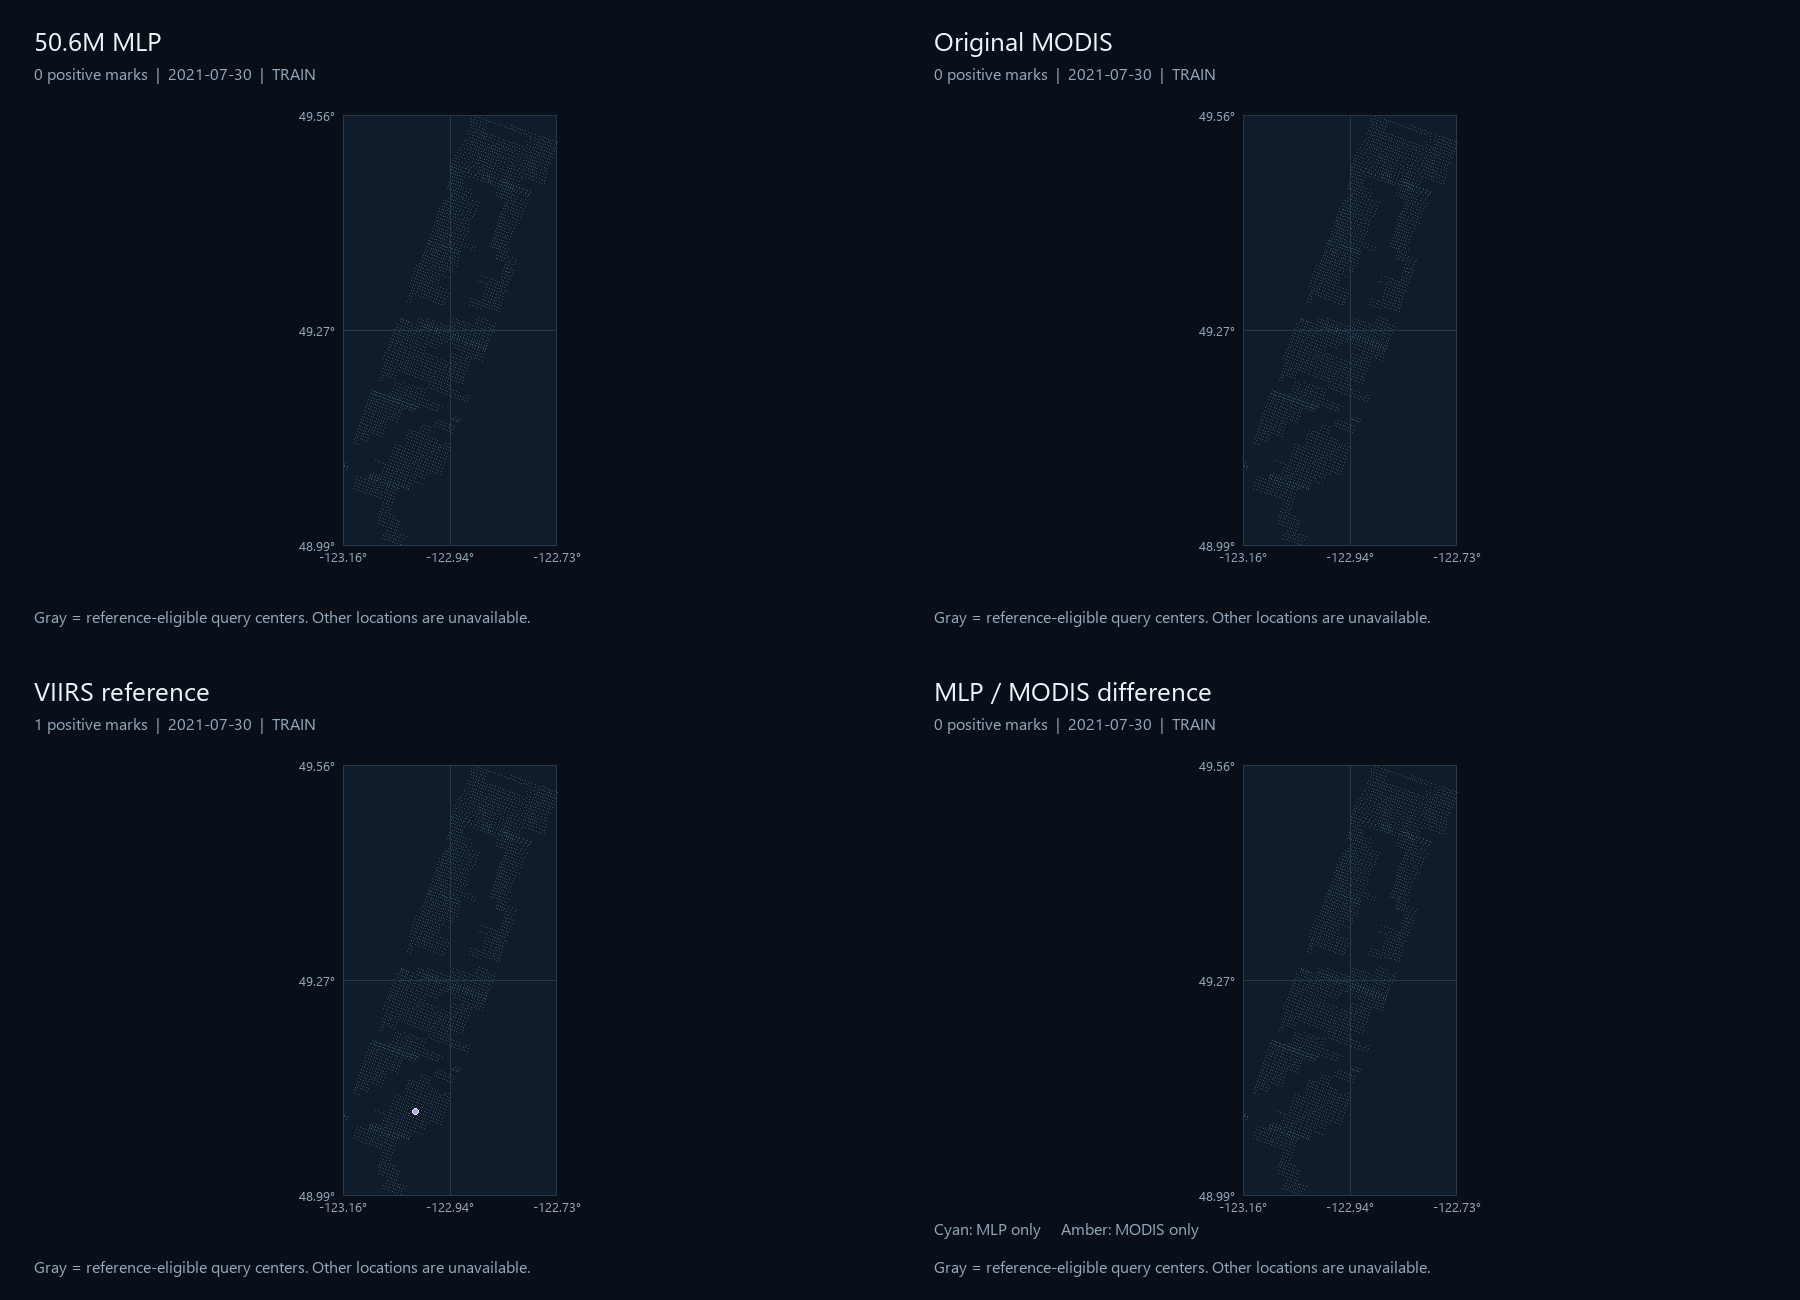 50.6M MLP
0 positive marks | 2021-07-30 | TRAIN
49.56°
49.27°
48.99°
-123.16° -122.94° -122.73°
Gray = reference-eligible query centers. Other locations are unavailable.
Original MODIS
0 positive marks | 2021-07-30 | TRAIN
49.56°
49.27°
48.99°
-123.16° -122.94° -122.73°
Gray = reference-eligible query centers. Other locations are unavailable.
VIIRS reference
1 positive marks | 2021-07-30 | TRAIN
49.56°
49.27°
48.99°
-123.16° -122.94° -122.73°
Gray = reference-eligible query centers. Other locations are unavailable.
MLP / MODIS difference
0 positive marks | 2021-07-30 | TRAIN
49.56°
49.27°
48.99°
-123.16° -122.94° -122.73°
Cyan: MLP only Amber: MODIS only
Gray = reference-eligible query centers. Other locations are unavailable.